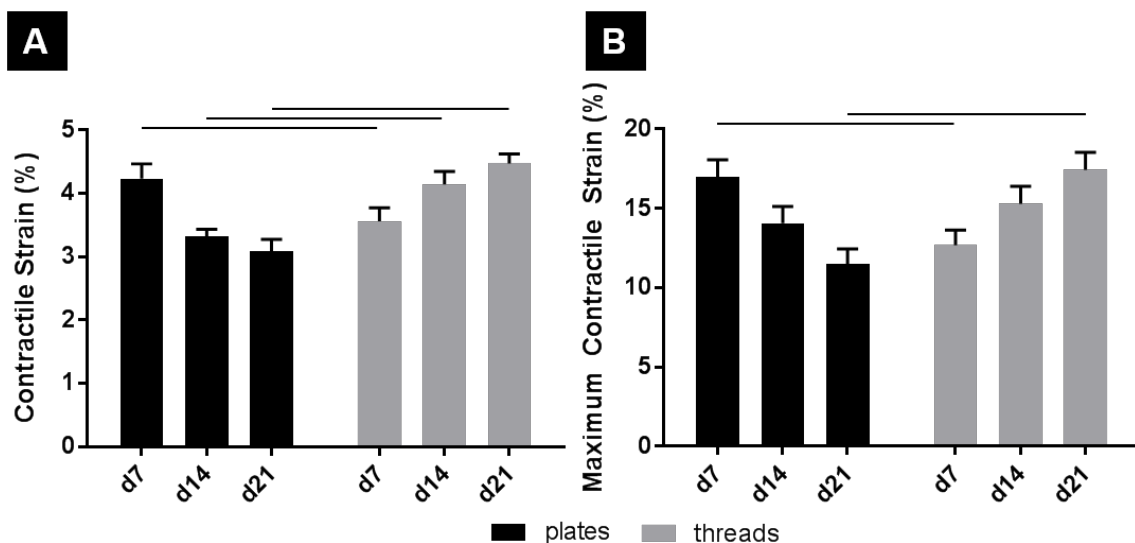 A
Contractile Strain (%)
5
4
3
2
1
0
d7
d14
d21
d7
d14
d21
B
Maximum Contractile Strain (%)
20
15
10
5
0
d7
d14
d21
d7
d14
d21
plates
threads